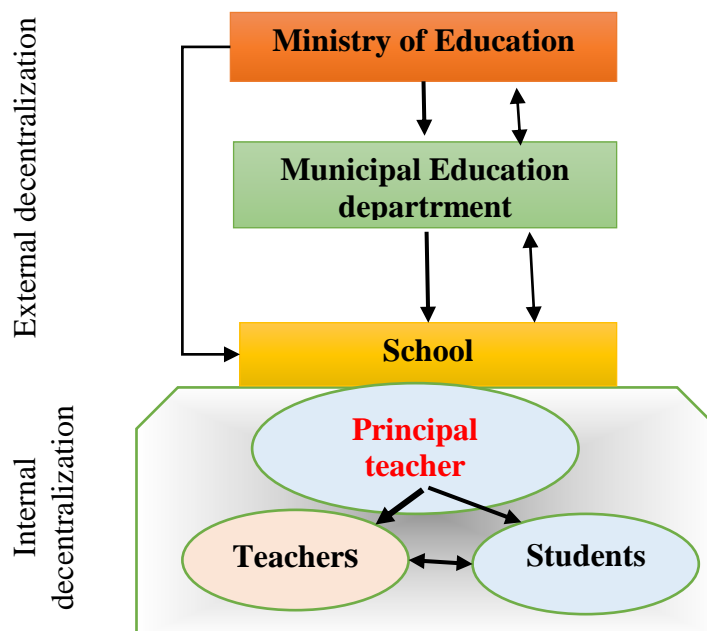 Ministry of Education
Municipal Education
departrment
School
Principal
teacher
Teachers
Students
External decentralization
Internal
decentralization